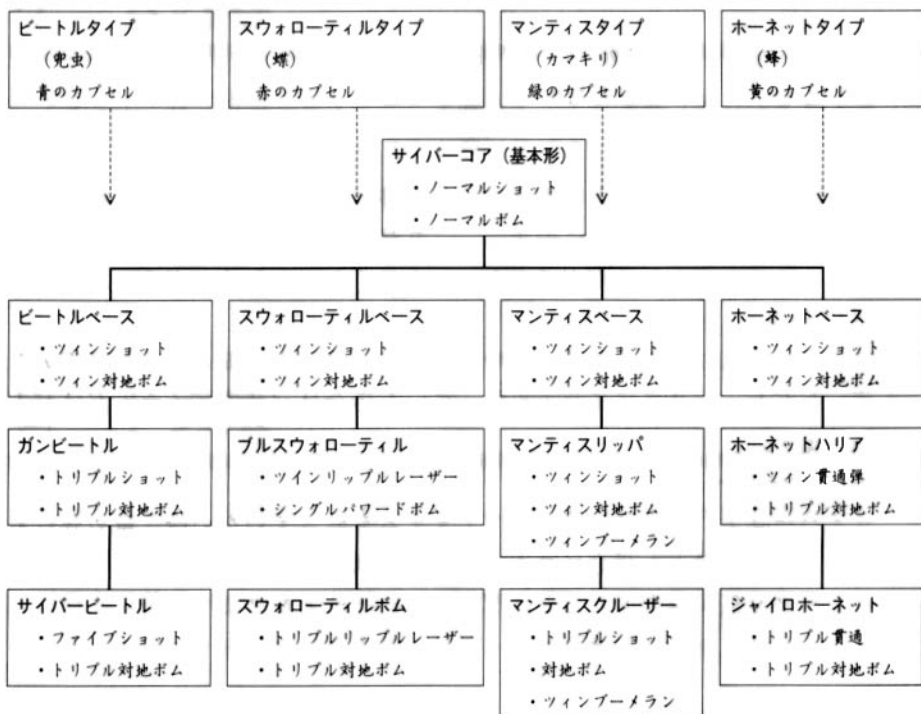 ビートルタイプ
(兜虫)
青のカプセル
スウォローティルタイプ
(蝶)
赤のカプセル
マンティスタイプ
(カマキリ)
緑のカプセル
ホーネットタイプ
(蜂)
黄のカプセル
サイバーコア (基本形)
・ノーマルショット
・ノーマルボム
ビートルベース
・ツィンショット
・ツィン対地ボム
スウォローティルベース
・ツィンショット
・ツィン対地ボム
マンティスベース
・ツィンショット
・ツィン対地ボム
ホーネットベース
・ツィンショット
・ツィン対地ボム
ガンビートル
・トリプルショット
・トリプル対地ボム
ブルスウォローティル
・ツインリップルレーザー
・シングルパワードボム
マンティスリッパ
・ツィンショット
・ツィン対地ボム
・ツィンブーメラン
ホーネットハリア
・ツィン貫通弾
・トリプル対地ボム
サイバービートル
・ファイブショット
・トリプル対地ボム
スウォローティルボム
・トリプルリップルレーザー
・トリプル対地ボム
マンティスクルーザー
・トリプルショット
・対地ボム
・ツィンブーメラン
ジャイロホーネット
・トリプル貫通
・トリプル対地ボム